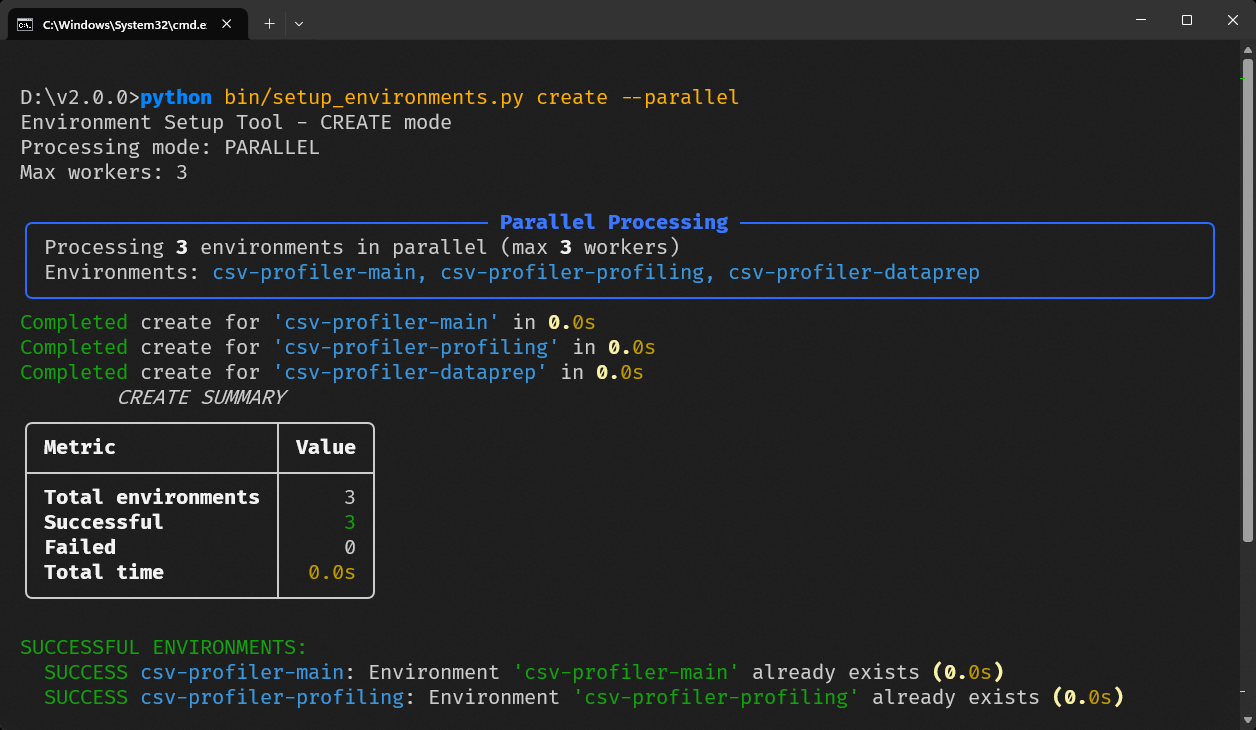 C:\Windows\System32\cmd.e
D:\v2.0.0>python bin/setup_environments.py create --parallel
Environment Setup Tool - CREATE mode
Processing mode: PARALLEL
Max workers: 3
Parallel Processing
Processing 3 environments in parallel (max 3 workers)
Environments: csv-profiler-main, csv-profiler-profiling, csv-profiler-dataprep
Completed create for 'csv-profiler-main' in 0.0s
Completed create for 'csv-profiler-profiling' in 0.0s
Completed create for 'csv-profiler-dataprep' in 0.0s
CREATE SUMMARY
Metric Value
Total environments 3
Successful 3
Failed 0
Total time 0.0s
SUCCESSFUL ENVIRONMENTS:
SUCCESS csv-profiler-main: Environment 'csv-profiler-main' already exists (0.0s)
SUCCESS csv-profiler-profiling: Environment 'csv-profiler-profiling' already exists (0.0s)